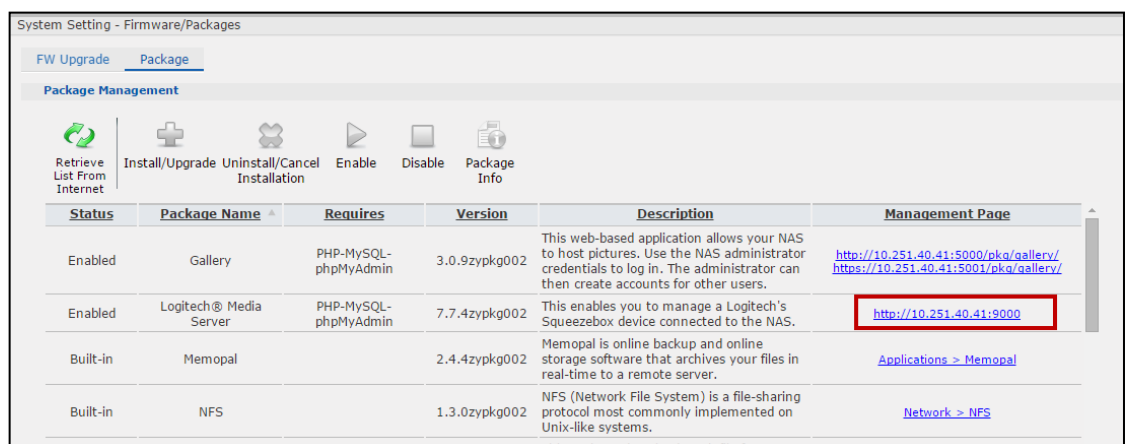 System Setting - Firmware/Packages
FW Upgrade Package
Package Management
Retrieve List From Internet
Install/Upgrade
Uninstall/Cancel Installation
Enable
Disable
Package Info
Status Package Name Requires Version Description Management Page
Enabled
Gallery
PHP-MySQL-
phpMyAdmin
3.0.9zypkg002
This web-based application allows your NAS
to host pictures. Use the NAS administrator
credentials to log in. The administrator can
then create accounts for other users.
http://10.251.40.41:5000/pkg/gallery/
https://10.251.40.41:5001/pkg/gallery/
Enabled
Logitech® Media
Server
PHP-MySQL-
phpMyAdmin
7.7.4zypkg002
This enables you to manage a Logitech's
Squeezebox device connected to the NAS.
http://10.251.40.41:9000
Built-in
Memopal
2.4.4zypkg002
Memopal is online backup and online
storage software that archives your files in
real-time to a remote server.
Applications > Memopal
Built-in
NFS
1.3.0zypkg002
NFS (Network File System) is a file-sharing
protocol most commonly implemented on
Unix-like systems.
Network > NFS